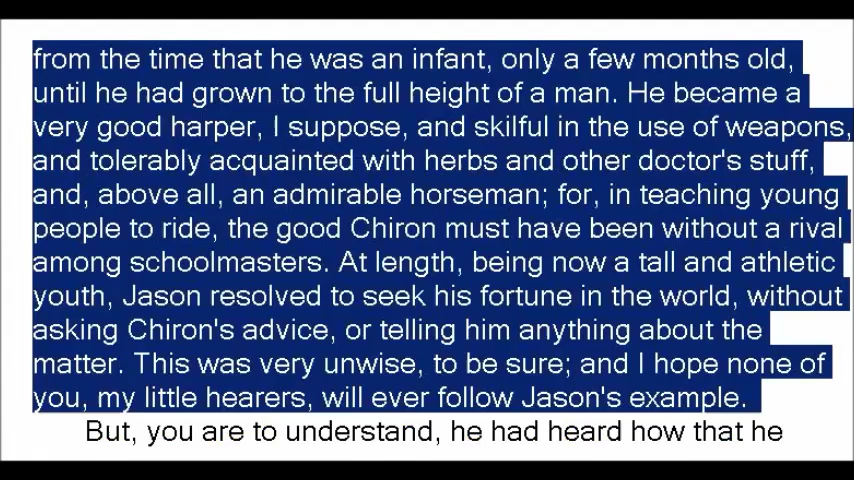 from the time that he was an infant, only a few months old,
until he had grown to the full height of a man. He became a
very good harper, I suppose, and skilful in the use of weapons,
and tolerably acquainted with herbs and other doctor's stuff,
and, above all, an admirable horseman; for, in teaching young
people to ride, the good Chiron must have been without a rival
among schoolmasters. At length, being now a tall and athletic
youth, Jason resolved to seek his fortune in the world, without
asking Chiron's advice, or telling him anything about the
matter. This was very unwise, to be sure; and I hope none of
you, my little hearers, will ever follow Jason's example.
But, you are to understand, he had heard how that he